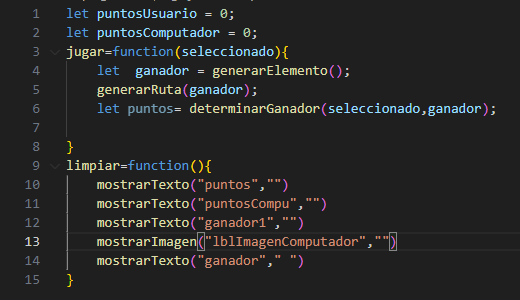 1 let puntosUsuario = 0;
2 let puntosComputador = 0;
3 jugar=function(seleccionado){
4 let  ganador = generarElemento();
5 generarRuta(ganador);
6 let puntos= determinarGanador(seleccionado,ganador);
7
8 }
9 limpiar=function(){
10 mostrarTexto("puntos","")
11 mostrarTexto("puntosCompu","")
12 mostrarTexto("ganador1","")
13 mostrarImagen("lblImagenComputador","")
14 mostrarTexto("ganador"," ")
15 }